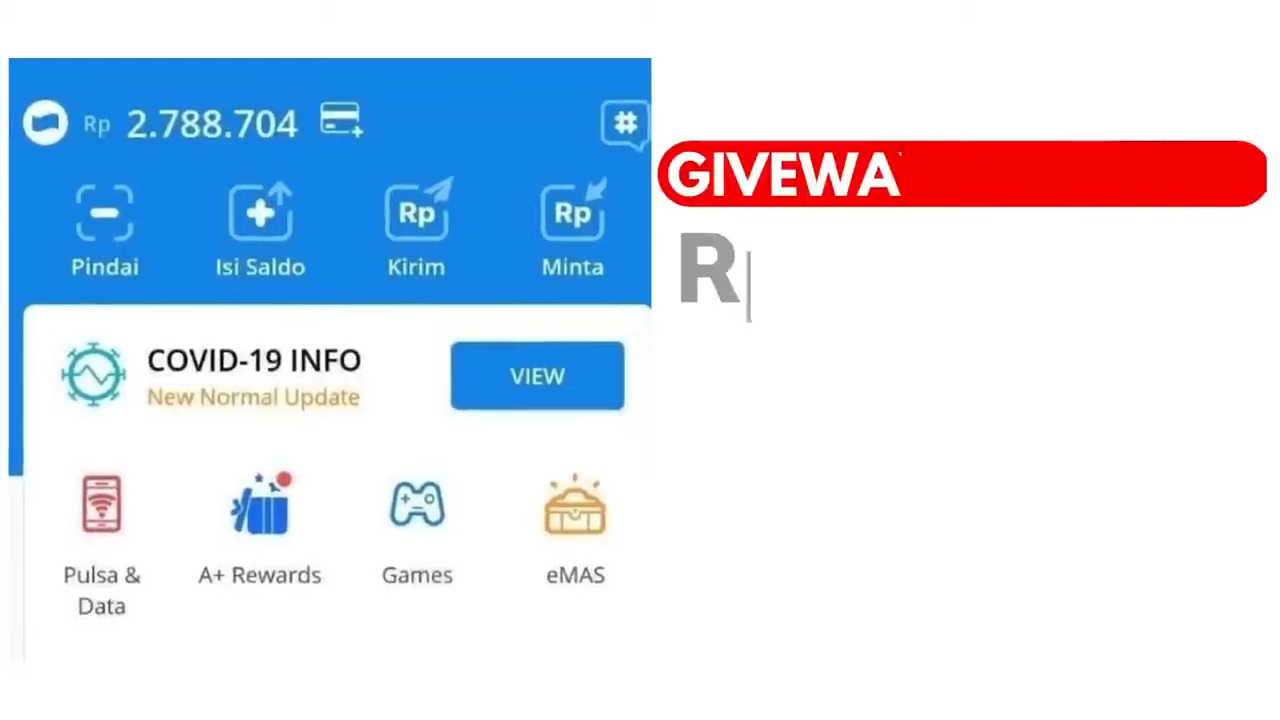 Rp 2.788.704
#
Pindai
Isi Saldo
Rp
Kirim
Rp
Minta
COVID-19 INFO
New Normal Update
VIEW
Pulsa &
Data
A+ Rewards
Games
eMAS
GIVEWA
R